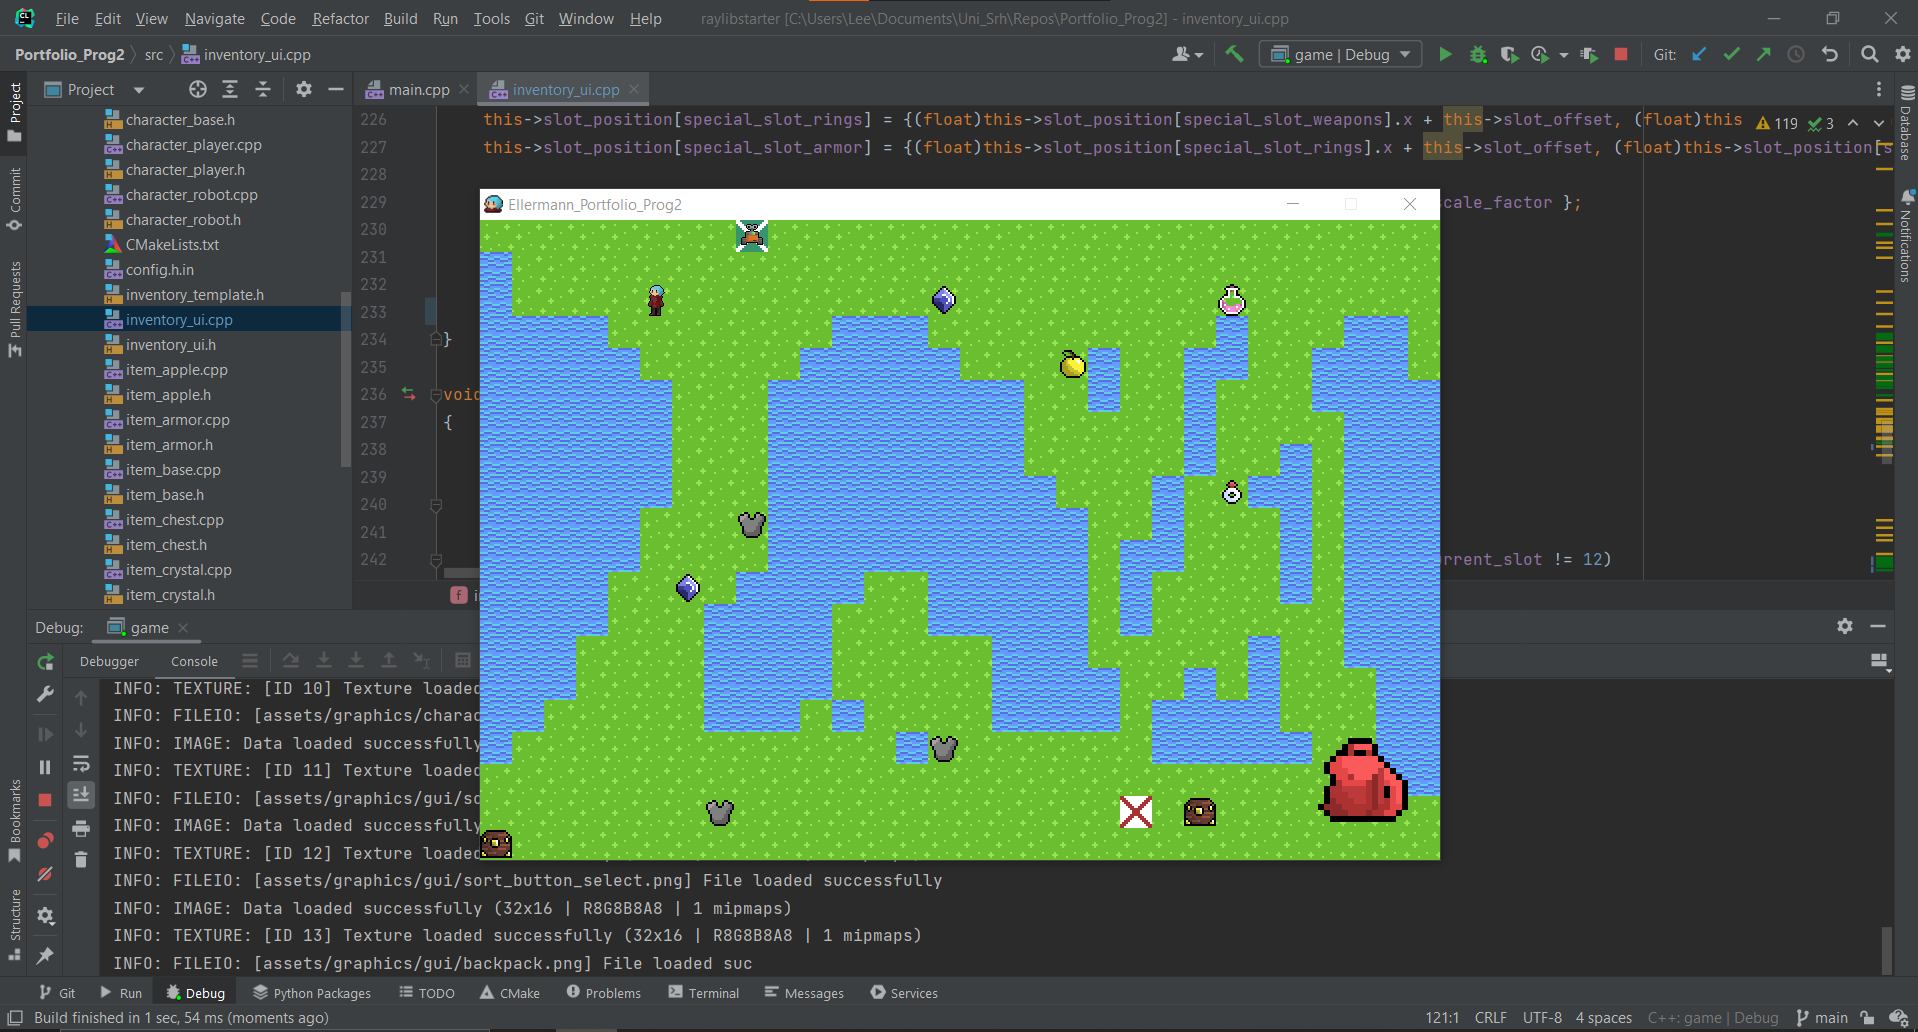 File Edit View Navigate Code Refactor Build Run Tools Git Window Help raylibstarter [C:\Users\Lee\Documents\Uni_Srh\Repos\Portfolio_Prog2] - inventory_ui.cpp
Portfolio_Prog2 src inventory_ui.cpp game | Debug Git:
Project main.cpp inventory_ui.cpp
Project
Commit
Pull Requests
Bookmarks
Structure
Database
Notifications
character_base.h
character_player.cpp
character_player.h
character_robot.cpp
character_robot.h
CMakeLists.txt
config.h.in
inventory_template.h
inventory_ui.cpp
inventory_ui.h
item_apple.cpp
item_apple.h
item_armor.cpp
item_armor.h
item_base.cpp
item_base.h
item_chest.cpp
item_chest.h
item_crystal.cpp
item_crystal.h
226 this->slot_position[special_slot_rings] = {(float)this->slot_position[special_slot_weapons].x + this->slot_offset, (float)this 119 3
227 this->slot_position[special_slot_armor] = {(float)this->slot_position[special_slot_rings].x + this->slot_offset, (float)this->slot_position[s
228
229 cale_factor };
230
231
232
233
234 }
235
236 void
237 {
238
239
240
241
242 rrent_slot != 12)
Ellermann_Portfolio_Prog2
Debug: game
Debugger Console
INFO: TEXTURE: [ID 10] Texture loaded
INFO: FILEIO: [assets/graphics/charac
INFO: IMAGE: Data loaded successfully
INFO: TEXTURE: [ID 11] Texture loaded
INFO: FILEIO: [assets/graphics/gui/so
INFO: IMAGE: Data loaded successfully
INFO: TEXTURE: [ID 12] Texture loaded
INFO: FILEIO: [assets/graphics/gui/sort_button_select.png] File loaded successfully
INFO: IMAGE: Data loaded successfully (32x16 | R8G8B8A8 | 1 mipmaps)
INFO: TEXTURE: [ID 13] Texture loaded successfully (32x16 | R8G8B8A8 | 1 mipmaps)
INFO: FILEIO: [assets/graphics/gui/backpack.png] File loaded suc
Git Run Debug Python Packages TODO CMake Problems Terminal Messages Services
Build finished in 1 sec, 54 ms (moments ago) 121:1 CRLF UTF-8 4 spaces C++: game | Debug main